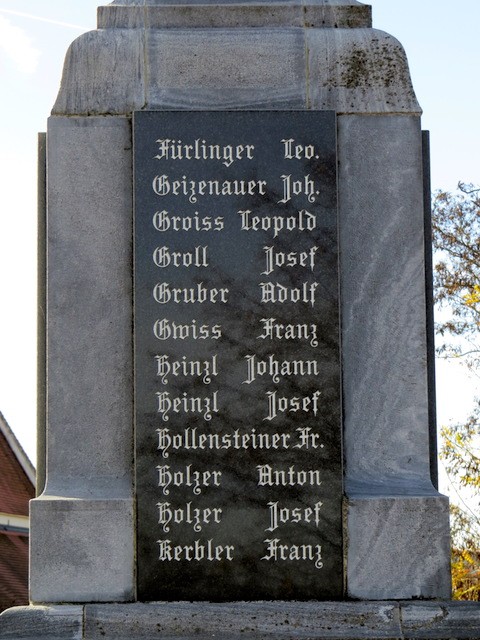 Fürlinger Leo.
Geizenauer Joh.
Groiss Leopold
Groll Josef
Gruber Adolf
Gwiss Franz
Heinzl Johann
Heinzl Josef
Hollensteiner Fr.
Holzer Anton
Holzer Josef
Kerbler Franz